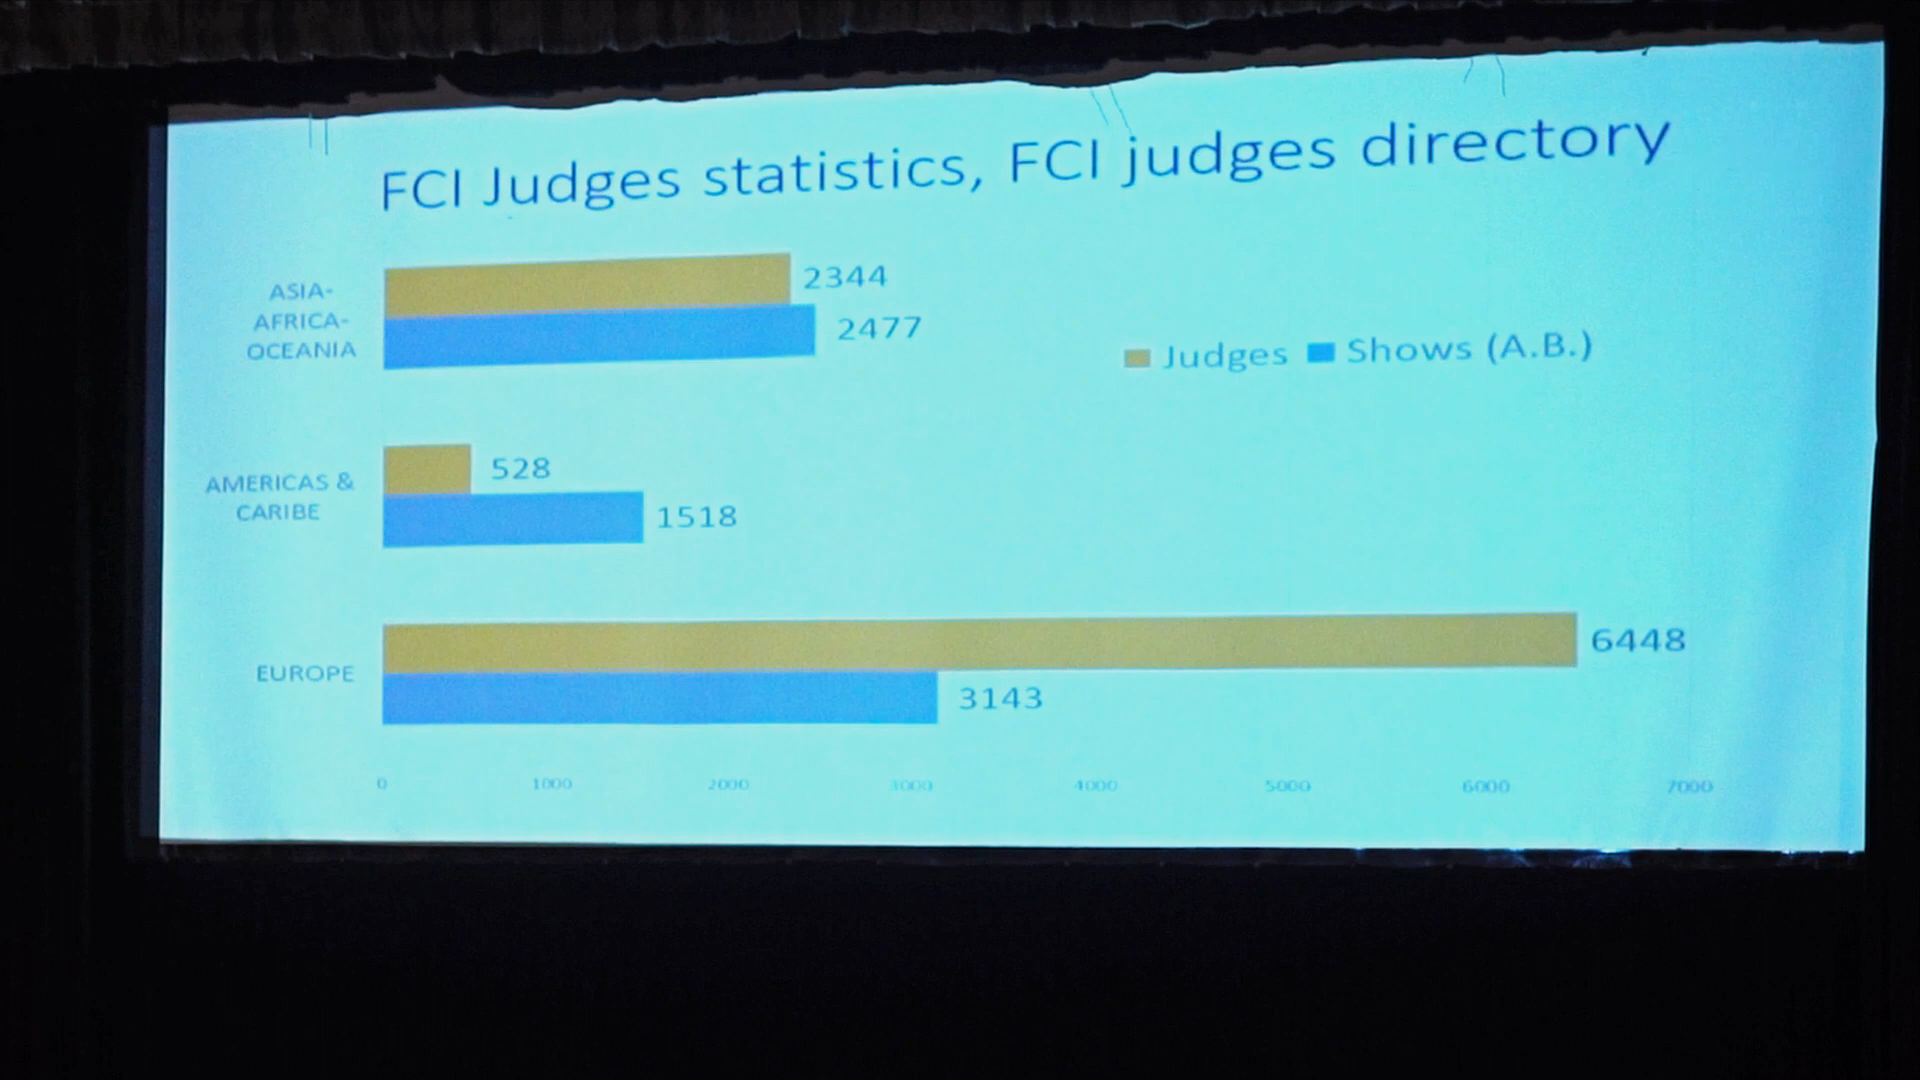 FCI Judges statistics, FCI judges directory
ASIA-
AFRICA-
OCEANIA
2344
2477
Judges Shows (A.B.)
AMERICAS &
CARIBE
528
1518
EUROPE
6448
3143
0 1000 2000 3000 4000 5000 6000 7000